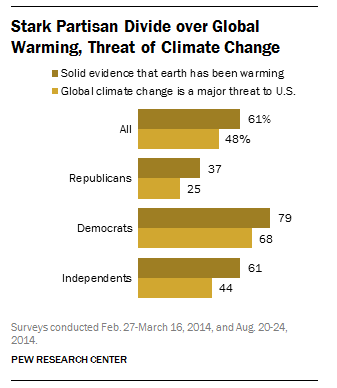 Stark Partisan Divide over Global
Warming, Threat of Climate Change
Solid evidence that earth has been warming
Global climate change is a major threat to U.S.
All
61%
48%
Republicans
37
25
Democrats
79
68
Independents
61
44
Surveys conducted Feb. 27-March 16, 2014, and Aug. 20-24,
2014.
PEW RESEARCH CENTER